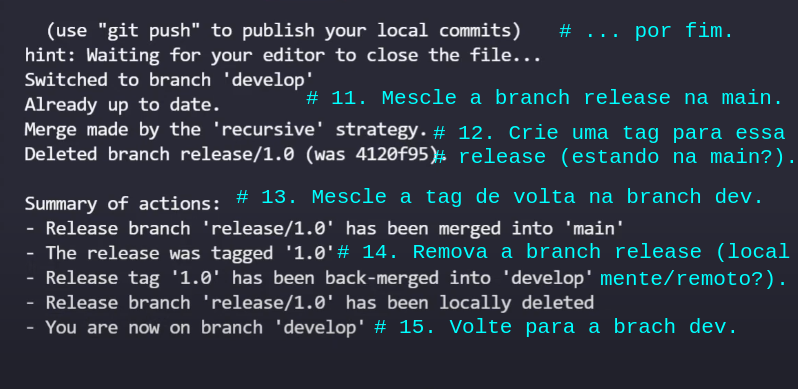 (use "git push" to publish your local commits) # ... por fim.
hint: Waiting for your editor to close the file...
Switched to branch 'develop'
Already up to date. # 11. Mescle a branch release na main.
Merge made by the 'recursive' strategy. # 12. Crie uma tag para essa
Deleted branch release/1.0 (was 4120f95). # release (estando na main?).
Summary of actions: # 13. Mescle a tag de volta na branch dev.
- Release branch 'release/1.0' has been merged into 'main'
- The release was tagged '1.0' # 14. Remova a branch release (local
- Release tag '1.0' has been back-merged into 'develop' mente/remoto?).
- Release branch 'release/1.0' has been locally deleted
- You are now on branch 'develop' # 15. Volte para a brach dev.